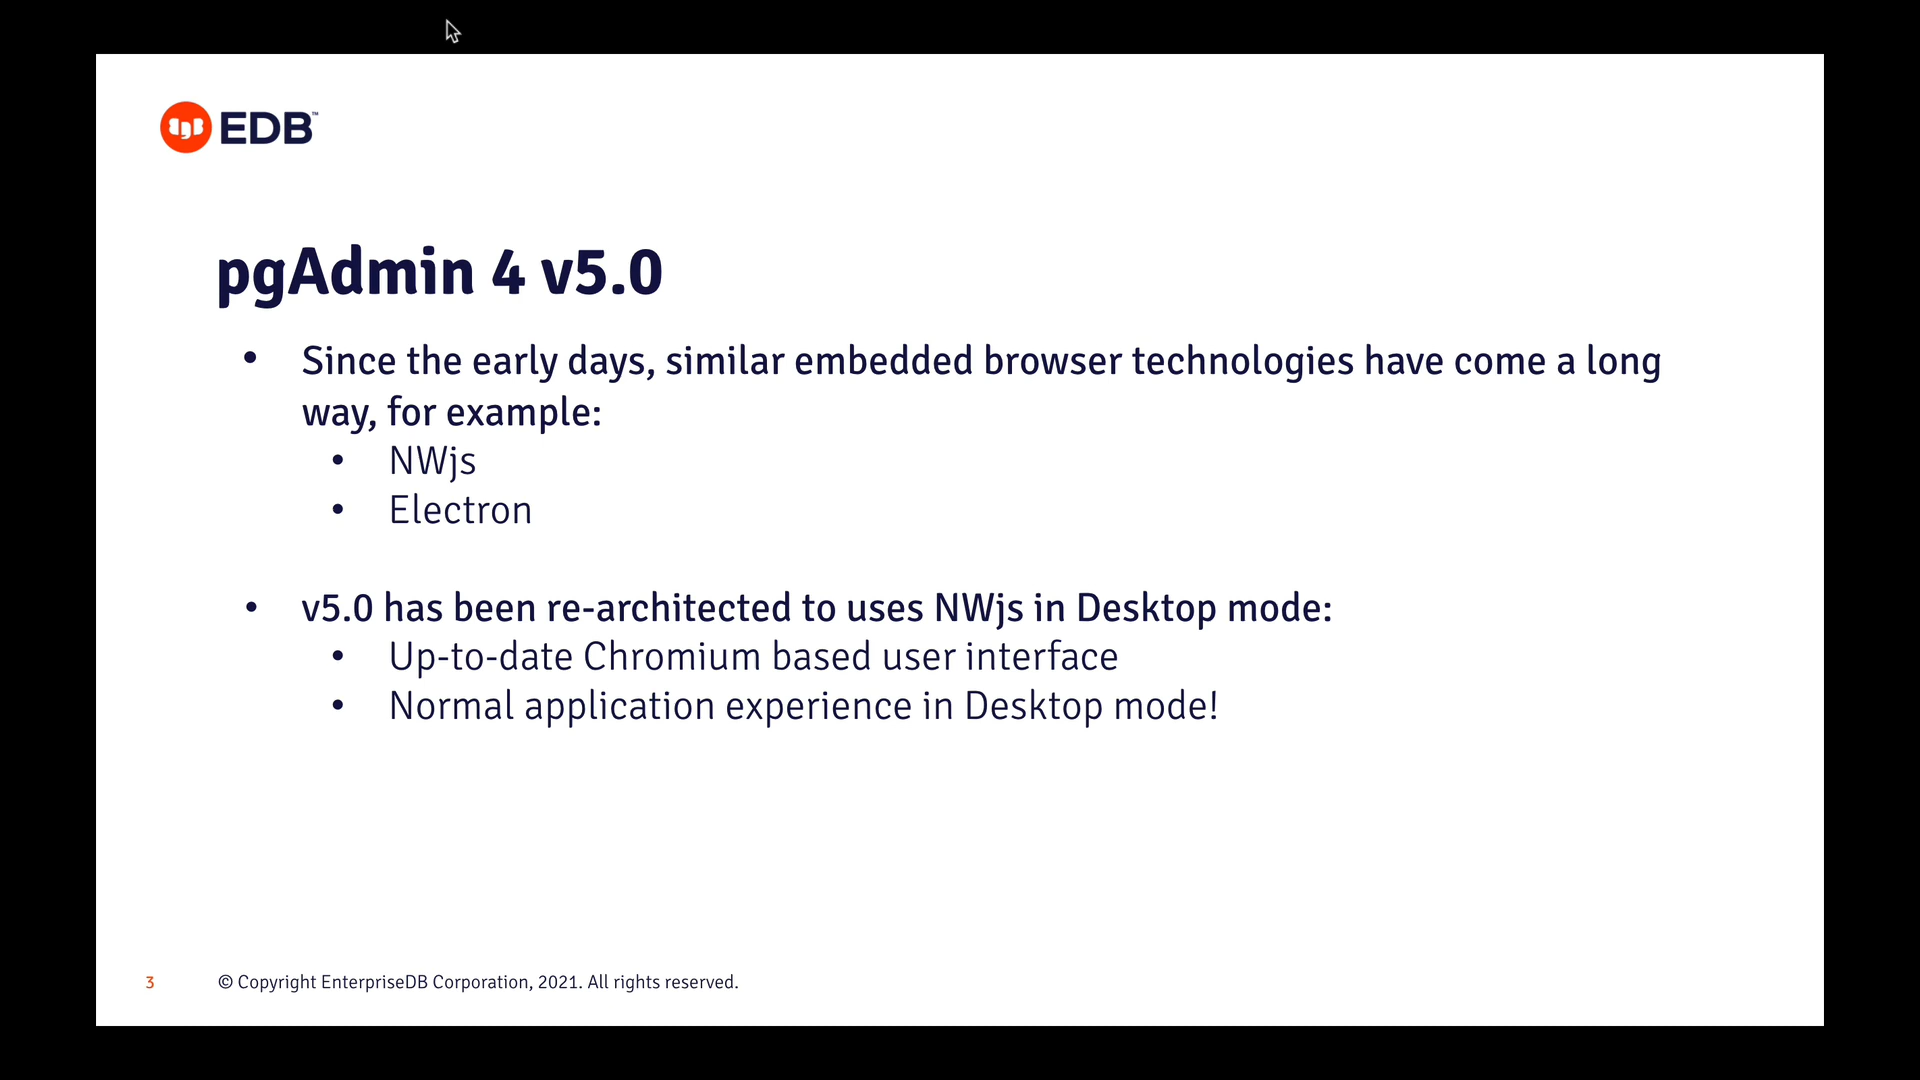 EDB™
pgAdmin 4 v5.0
• Since the early days, similar embedded browser technologies have come a long
way, for example:
• NWjs
• Electron
• v5.0 has been re-architected to uses NWjs in Desktop mode:
• Up-to-date Chromium based user interface
• Normal application experience in Desktop mode!
3 © Copyright EnterpriseDB Corporation, 2021. All rights reserved.